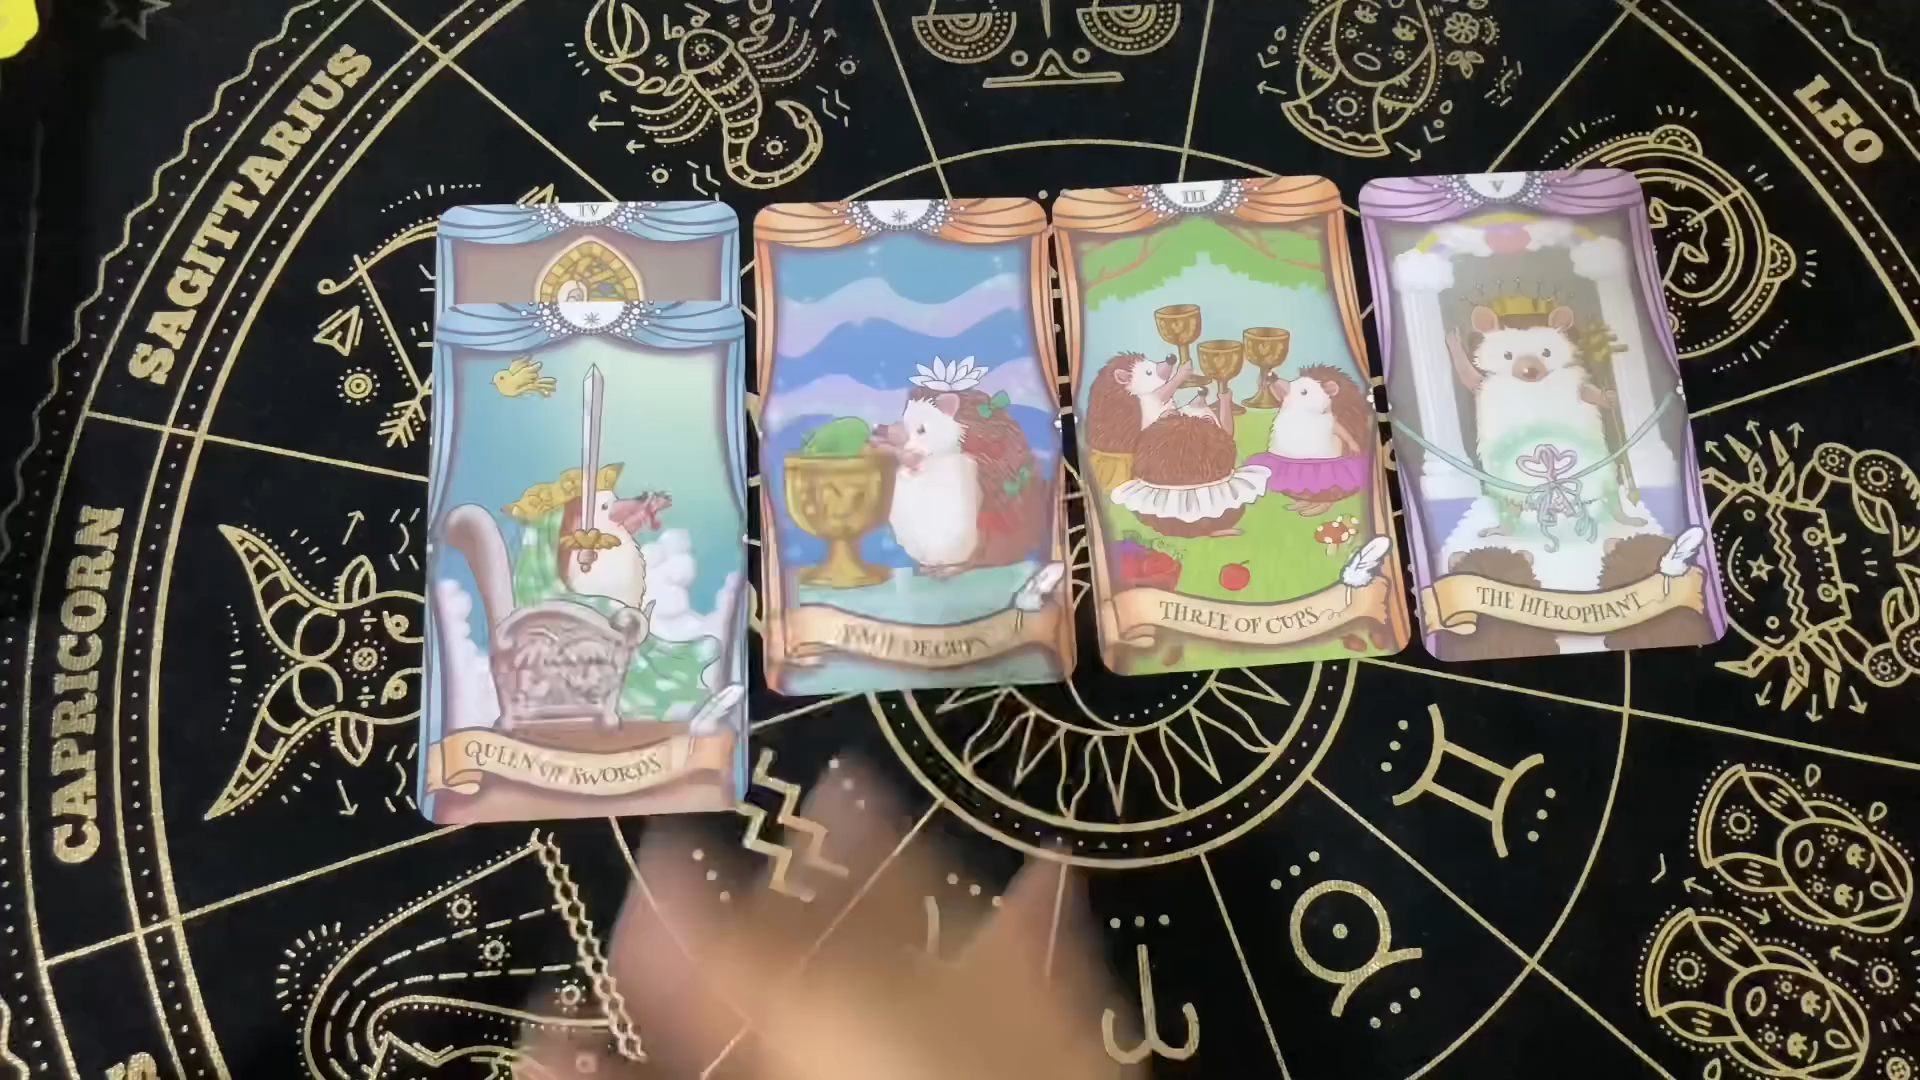 SAGITTARIUS
LEO
CAPRICORN
IV
III
V
QUEEN OF SWORDS
THREE OF CUPS
THE HIEROPHANT